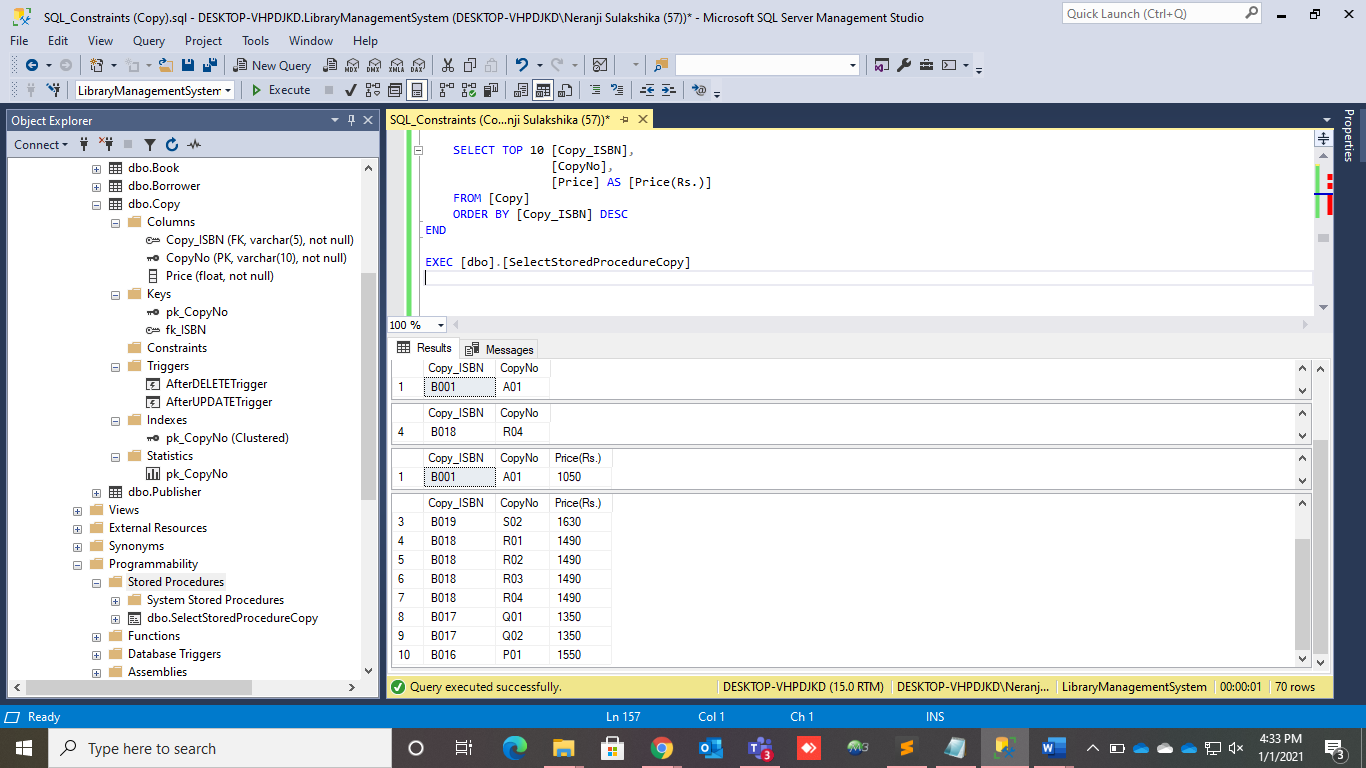 SQL_Constraints (Copy).sql - DESKTOP-VHPDJKD.LibraryManagementSystem (DESKTOP-VHPDJKD\Neranji Sulakshika (57))* - Microsoft SQL Server Management Studio
Quick Launch (Ctrl+Q)
File Edit View Query Project Tools Window Help
New Query MDX DMX XMLA DAX
LibraryManagementSystem Execute
Object Explorer
Connect
dbo.Book
dbo.Borrower
dbo.Copy
Columns
Copy_ISBN (FK, varchar(5), not null)
CopyNo (PK, varchar(10), not null)
Price (float, not null)
Keys
pk_CopyNo
fk_ISBN
Constraints
Triggers
AfterDELETETrigger
AfterUPDATETrigger
Indexes
pk_CopyNo (Clustered)
Statistics
pk_CopyNo
dbo.Publisher
Views
External Resources
Synonyms
Programmability
Stored Procedures
System Stored Procedures
dbo.SelectStoredProcedureCopy
Functions
Database Triggers
Assemblies
SQL_Constraints (Co...nji Sulakshika (57))*
SELECT TOP 10 [Copy_ISBN],
[CopyNo],
[Price] AS [Price(Rs.)]
FROM [Copy]
ORDER BY [Copy_ISBN] DESC
END
EXEC [dbo].[SelectStoredProcedureCopy]
100 %
Results Messages
Copy_ISBN CopyNo
1 B001 A01
Copy_ISBN CopyNo
4 B018 R04
Copy_ISBN CopyNo Price(Rs.)
1 B001 A01 1050
Copy_ISBN CopyNo Price(Rs.)
3 B019 S02 1630
4 B018 R01 1490
5 B018 R02 1490
6 B018 R03 1490
7 B018 R04 1490
8 B017 Q01 1350
9 B017 Q02 1350
10 B016 P01 1550
Query executed successfully. DESKTOP-VHPDJKD (15.0 RTM) DESKTOP-VHPDJKD\Neranj... LibraryManagementSystem 00:00:01 70 rows
Properties
Ready Ln 157 Col 1 Ch 1 INS
Type here to search
4:33 PM
1/1/2021
3
3